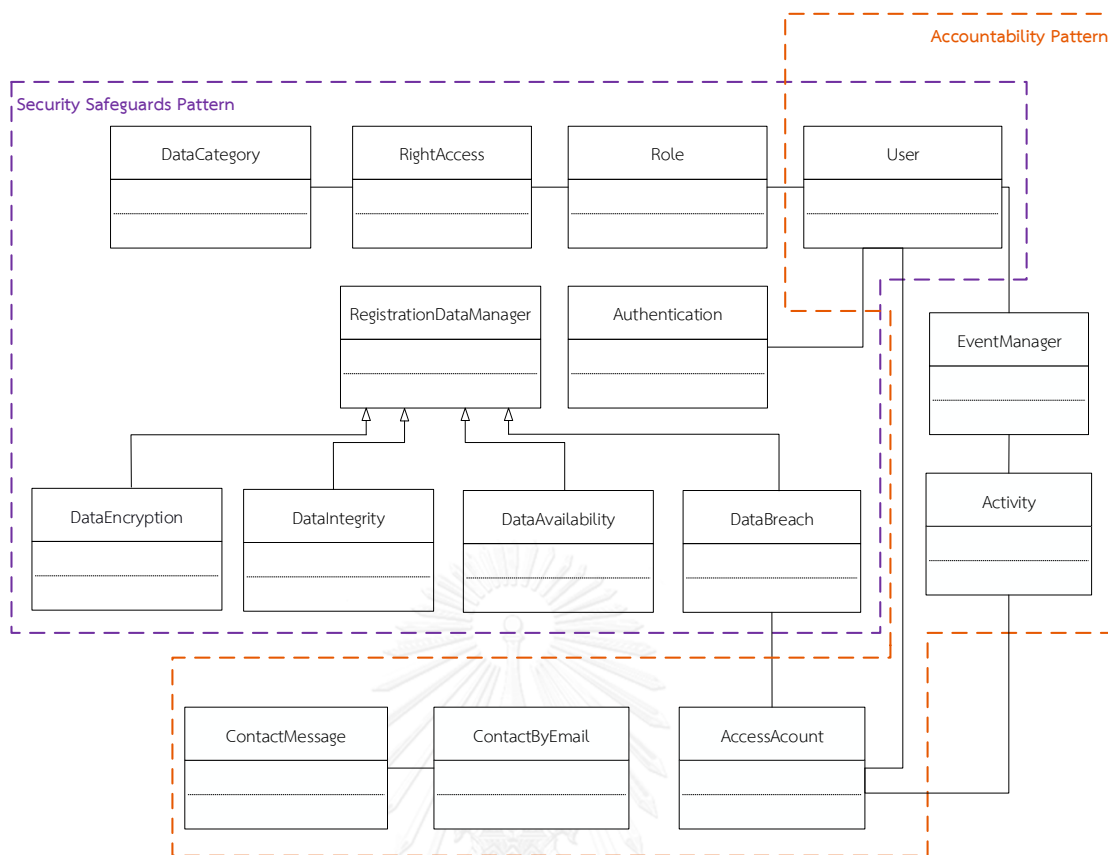 Accountability Pattern
Security Safeguards Pattern
DataCategory
RightAccess
Role
User
RegistrationDataManager
Authentication
EventManager
DataEncryption
DataIntegrity
DataAvailability
DataBreach
Activity
ContactMessage
ContactByEmail
AccessAcount